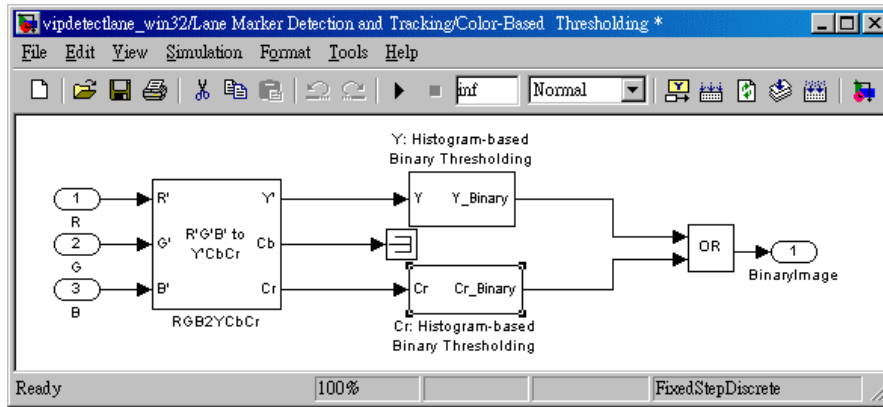 vipdetectlane_win32/Lane Marker Detection and Tracking/Color-Based Thresholding *
File Edit View Simulation Format Tools Help
inf Normal
Y: Histogram-based
Binary Thresholding
1 R' Y' Y Y_Binary
R
2 G' R'G'B' to
Y'CbCr Cb
G
OR 1
BinaryImage
3 B' Cr Cr Cr_Binary
B
RGB2YCbCr
Cr: Histogram-based
Binary Thresholding
Ready 100% FixedStepDiscrete